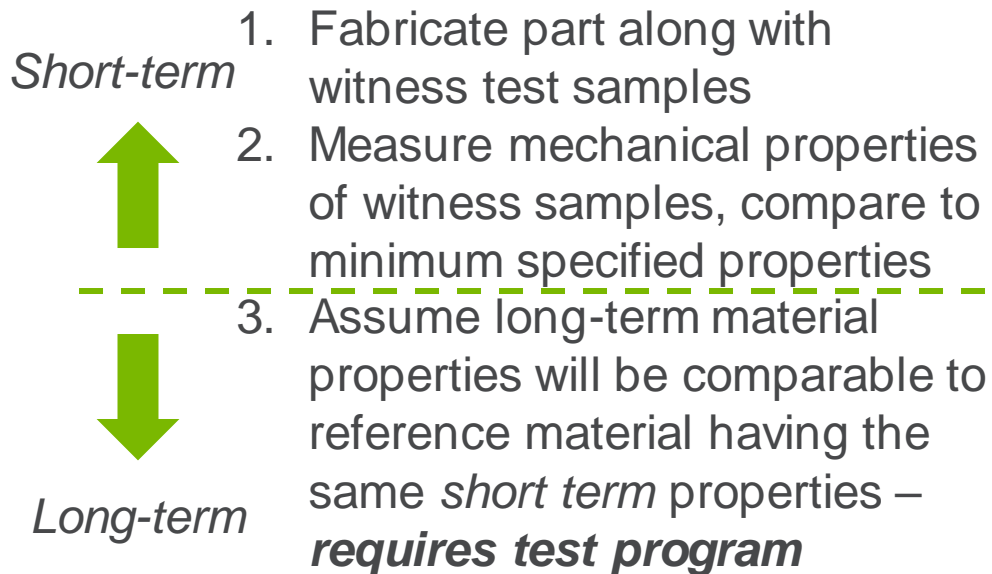 Short-term
1. Fabricate part along with
witness test samples
2. Measure mechanical properties
of witness samples, compare to
minimum specified properties
3. Assume long-term material
properties will be comparable to
reference material having the
same short term properties –
requires test program
Long-term